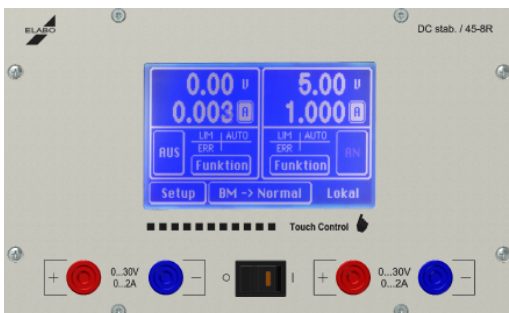 ELABO
DC stab. / 45-8R
0.00 V 5.00 V
0.003 A 1.000 A
LIM AUTO LIM AUTO
AUS ERR ERR AN
Funktion Funktion
Setup BM -> Normal Lokal
Touch Control
+ 0...30V - O I + 0...30V -
0...2A 0...2A